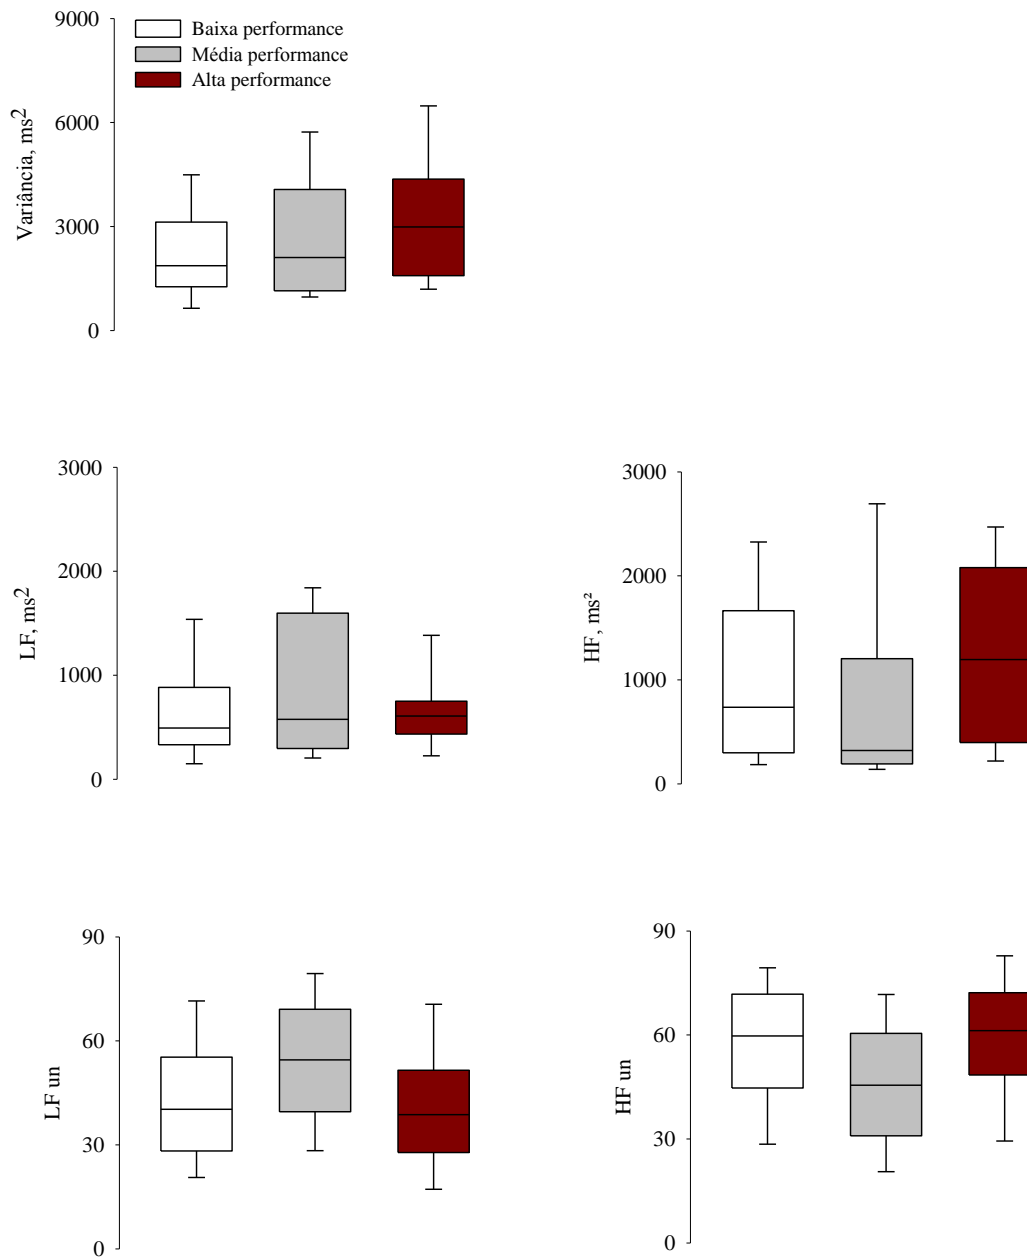 9000
6000
3000
0
Variância, ms²
Baixa performance
Média performance
Alta performance
3000
2000
1000
0
LF, ms²
3000
2000
1000
0
HF, ms²
90
60
30
0
LF un
90
60
30
0
HF un